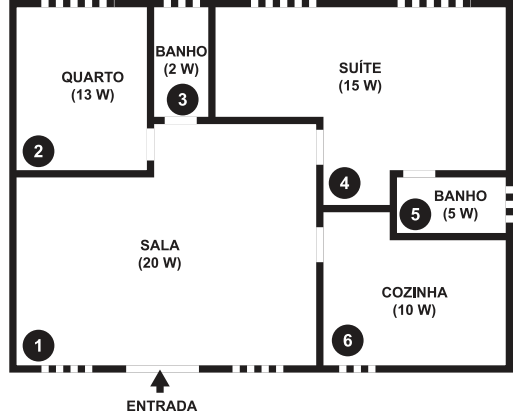 QUARTO
(13 W)
2
BANHO
(2 W)
3
SUÍTE
(15 W)
4
BANHO
(5 W)
5
SALA
(20 W)
1
COZINHA
(10 W)
6
ENTRADA